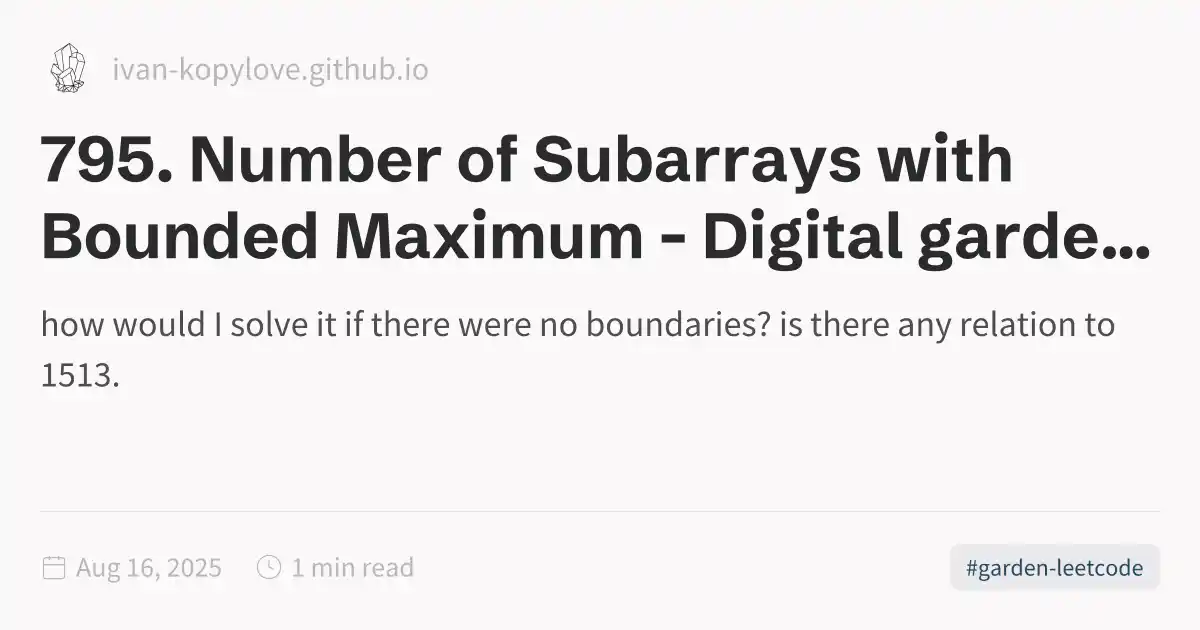 ivan-kopylove.github.io
795. Number of Subarrays with
Bounded Maximum - Digital garde...
how would I solve it if there were no boundaries? is there any relation to
1513.
Aug 16, 2025
1 min read
#garden-leetcode